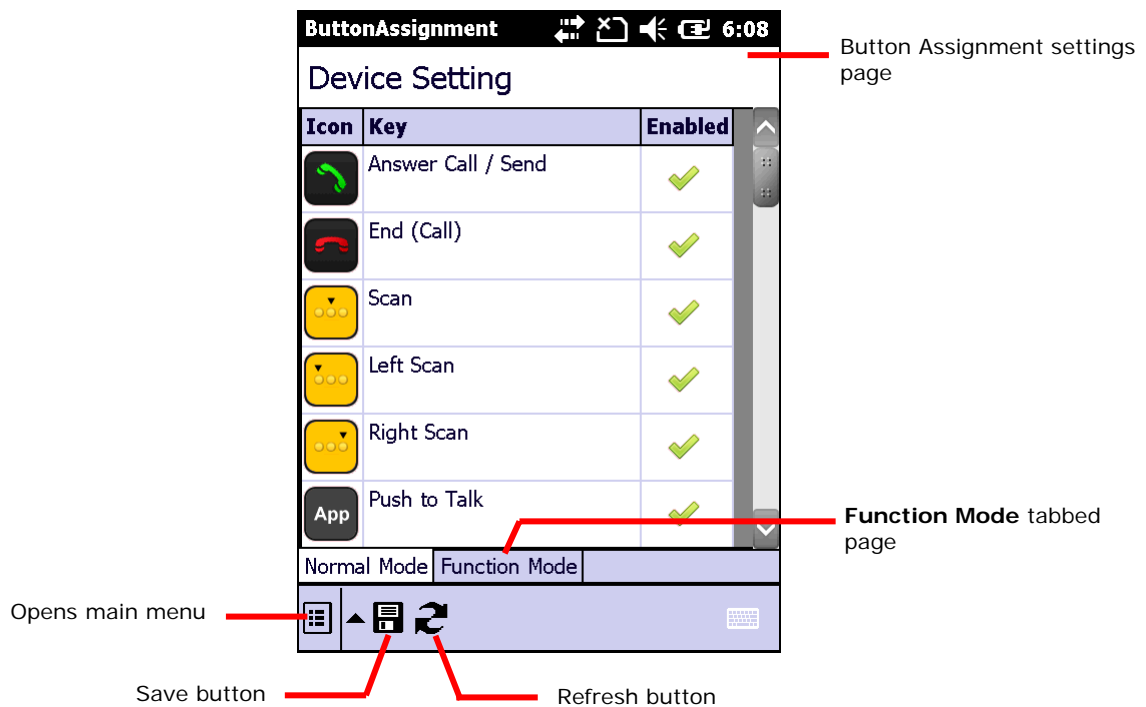 ButtonAssignment 6:08
Button Assignment settings
page
Device Setting
Icon Key Enabled
Answer Call / Send
End (Call)
Scan
Left Scan
Right Scan
App Push to Talk
Function Mode tabbed
page
Normal Mode Function Mode
Opens main menu
Save button
Refresh button